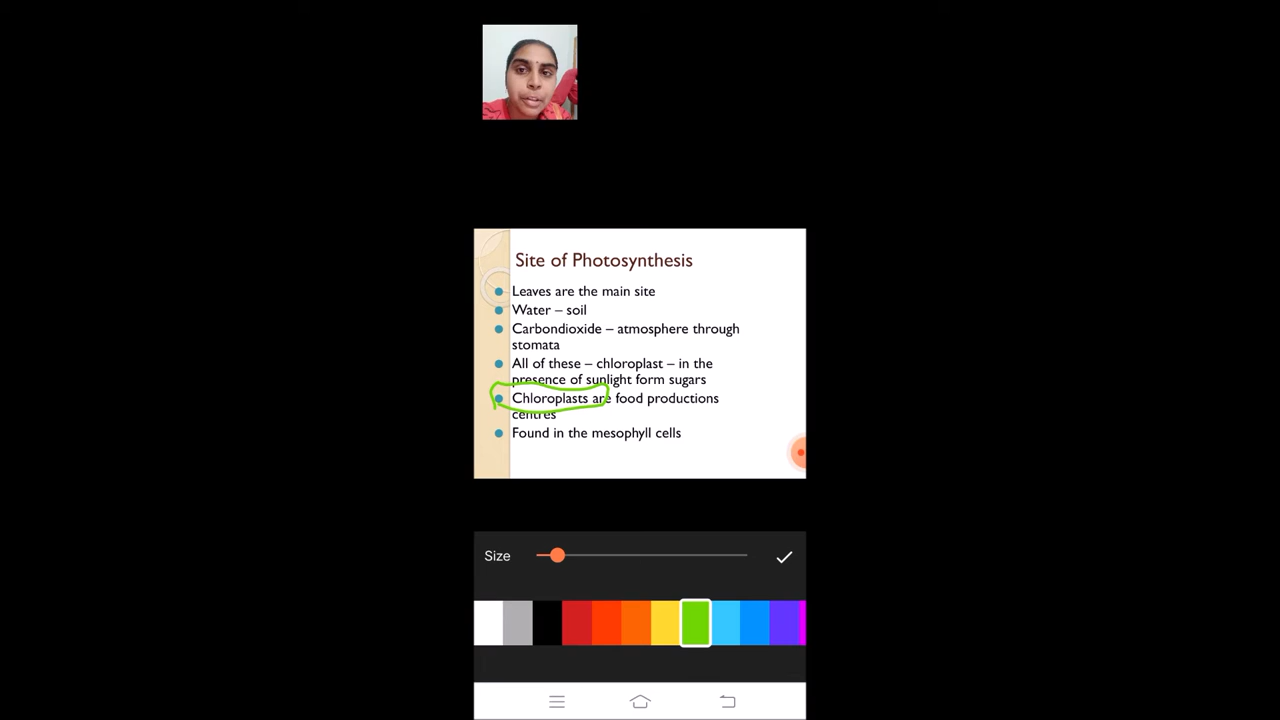 Site of Photosynthesis
Leaves are the main site
Water – soil
Carbondioxide – atmosphere through
stomata
All of these – chloroplast – in the
presence of sunlight form sugars
Chloroplasts are food productions
centres
Found in the mesophyll cells
Size